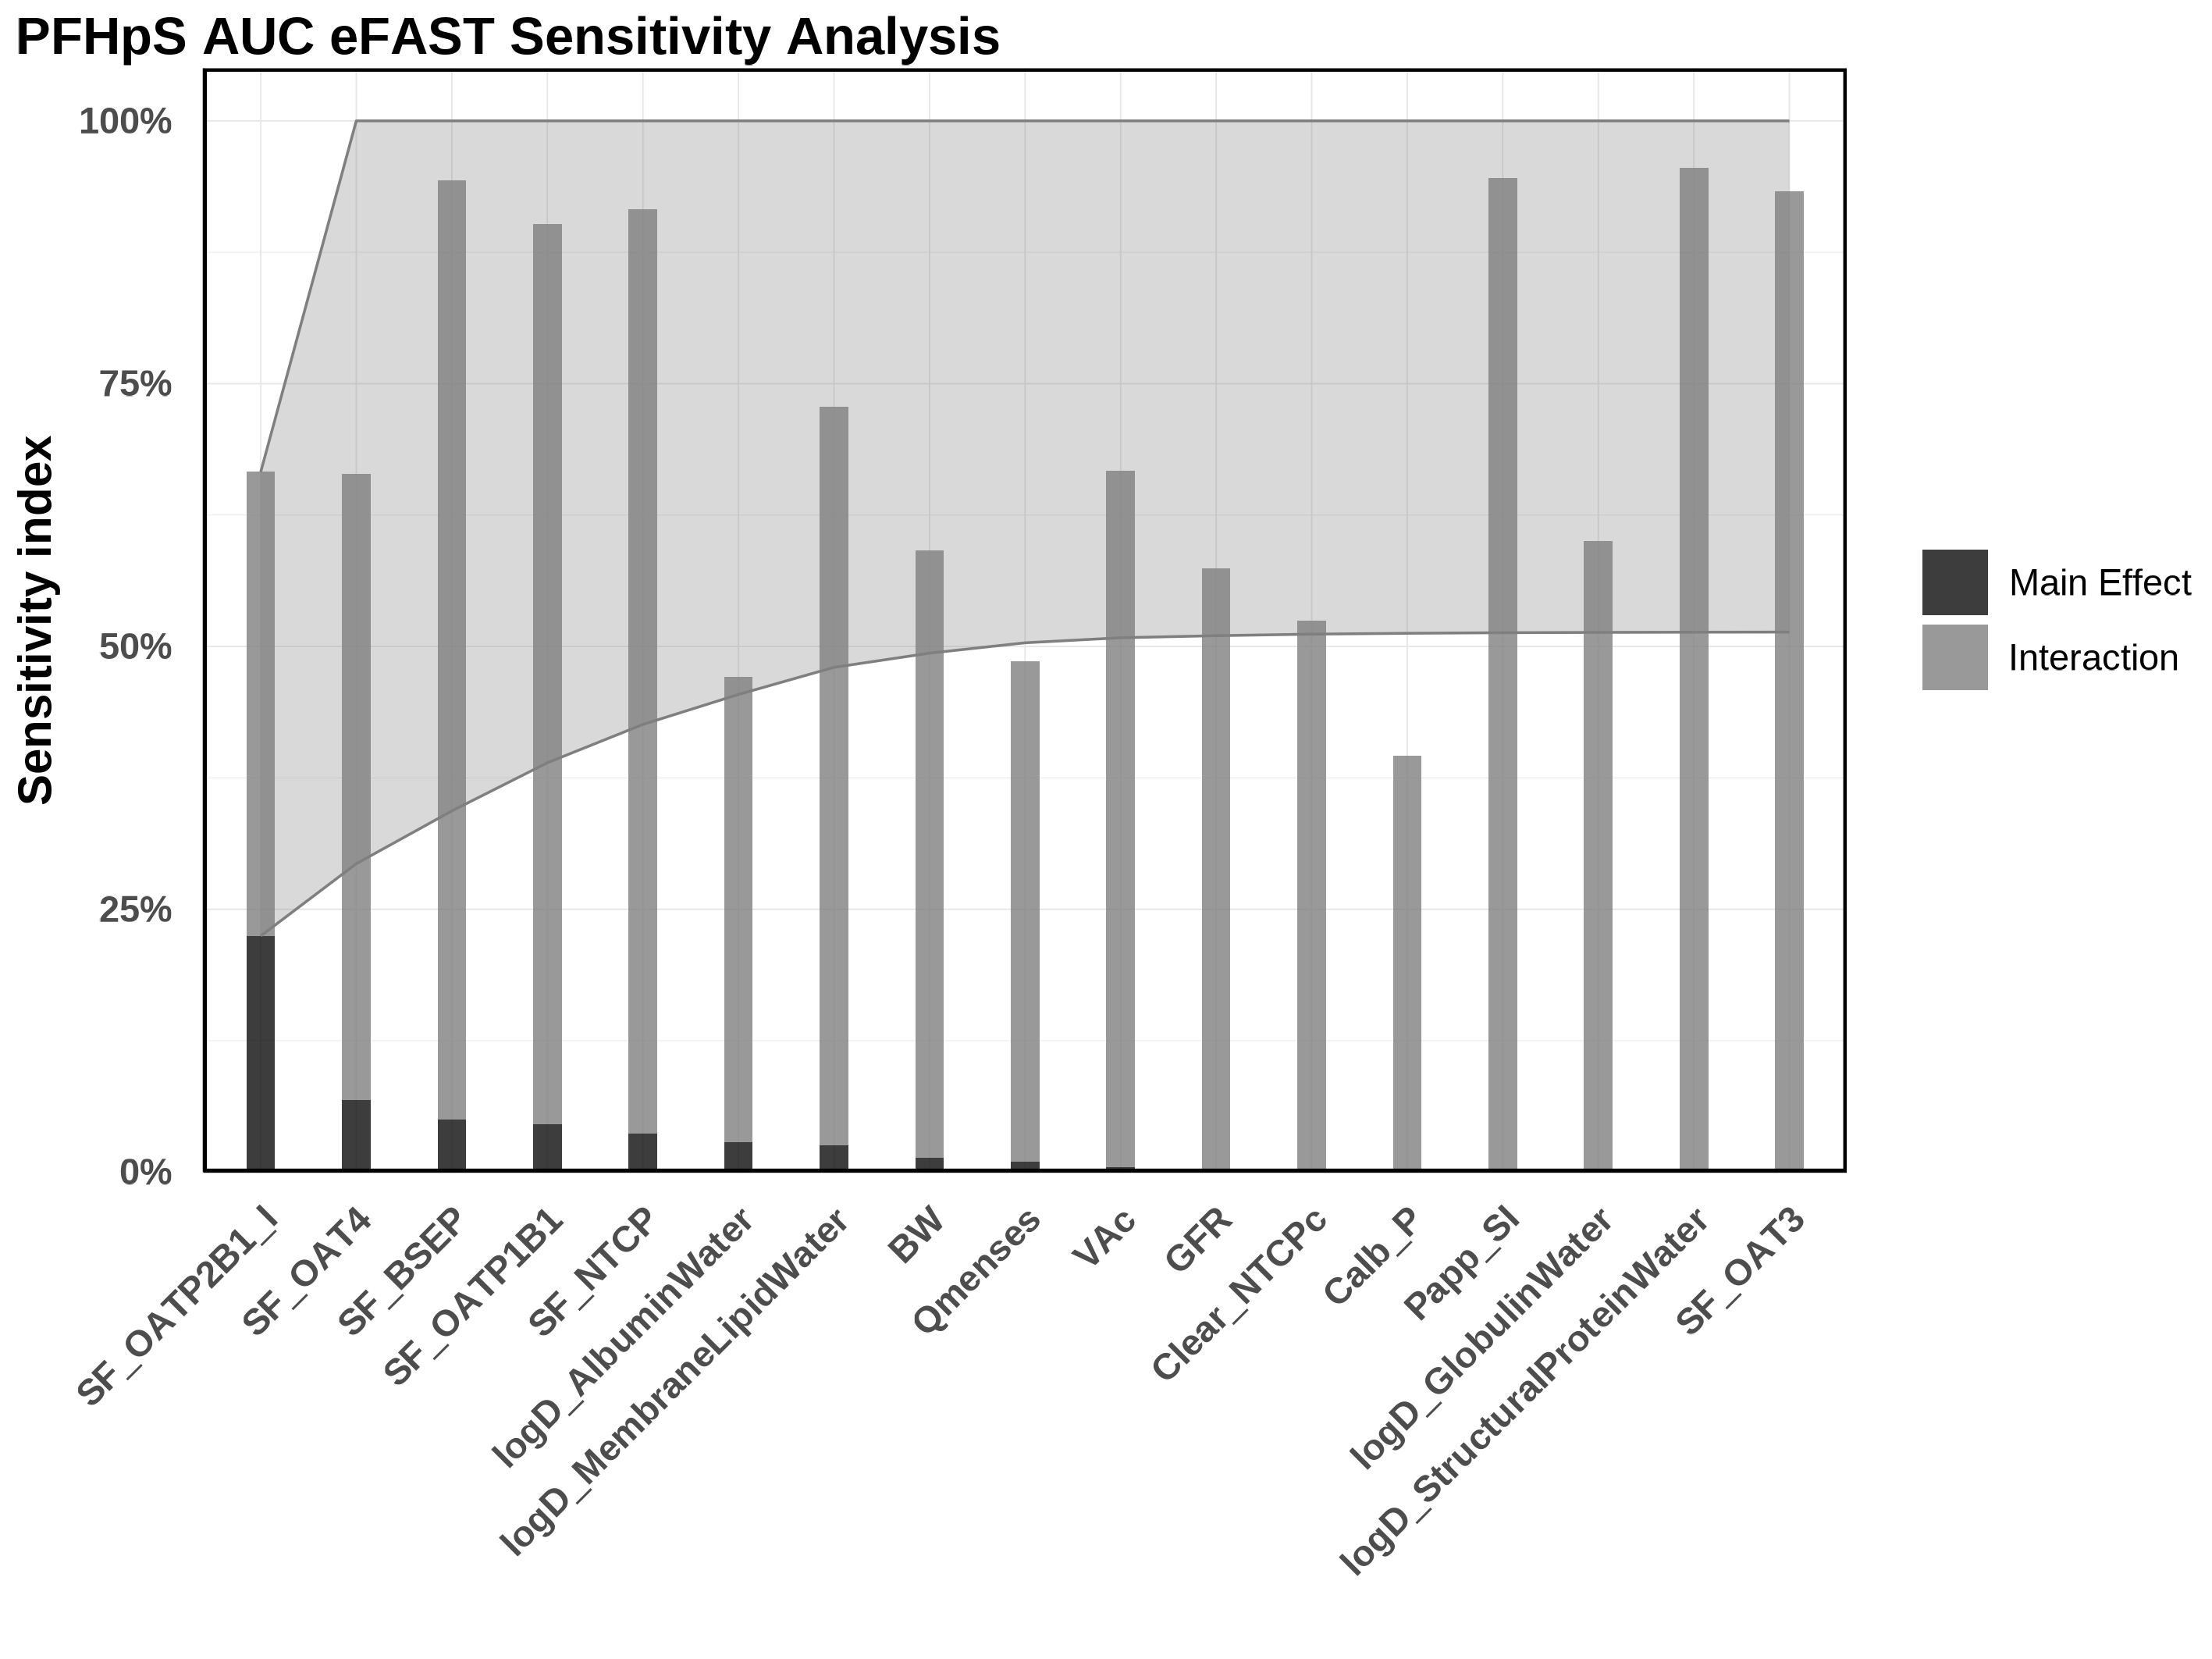 PFHpS AUC eFAST Sensitivity Analysis
Sensitivity index
100%
75%
50%
25%
0%
SF_OATP2B1_I
SF_OAT4
SF_BSEP
SF_OATP1B1
SF_NTCP
logD_AlbuminWater
logD_MembraneLipidWater
BW
Qmenses
VAc
GFR
Clear_NTCPc
Calb_P
Papp_SI
logD_GlobulinWater
logD_StructuralProteinWater
SF_OAT3
Main Effect
Interaction